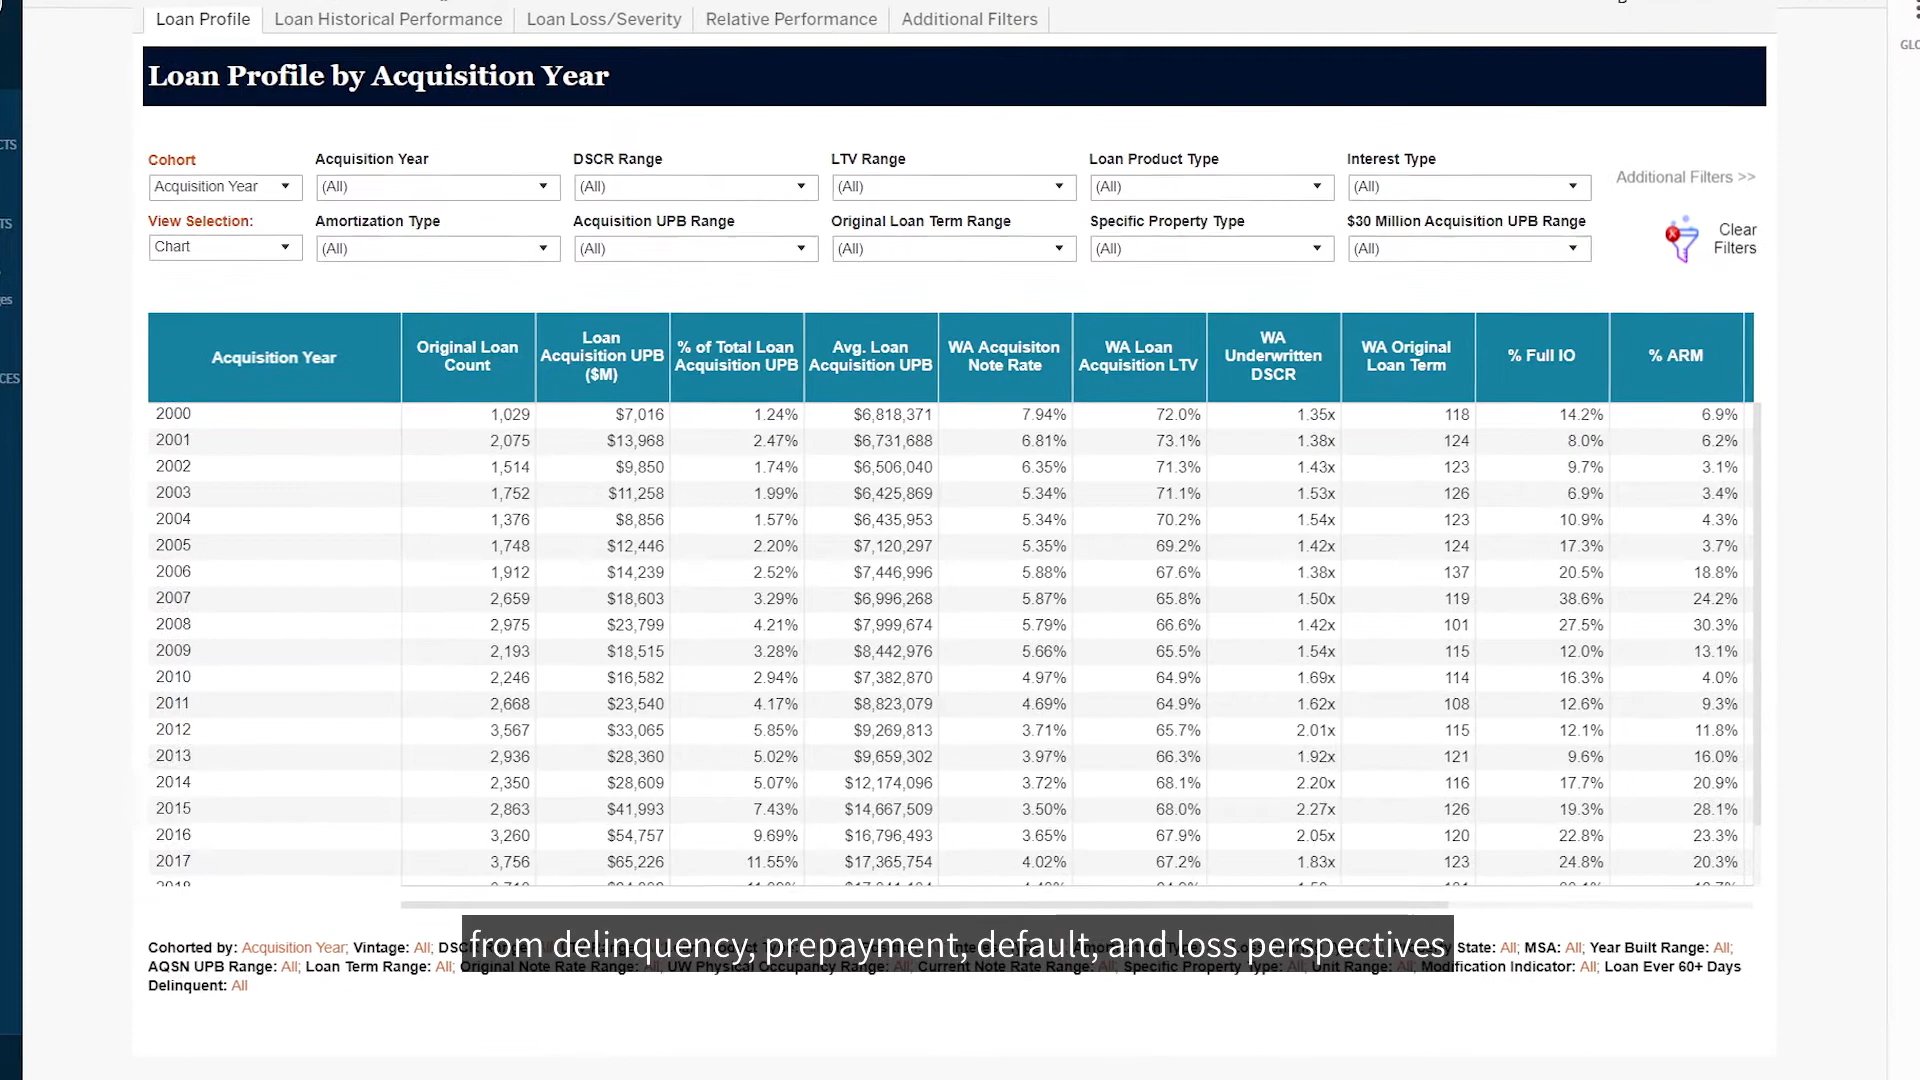 Loan Profile Loan Historical Performance Loan Loss/Severity Relative Performance Additional Filters
GLO
Loan Profile by Acquisition Year
Cohort Acquisition Year DSCR Range LTV Range Loan Product Type Interest Type
Acquisition Year (All) (All) (All) (All) (All) Additional Filters >>
View Selection: Amortization Type Acquisition UPB Range Original Loan Term Range Specific Property Type $30 Million Acquisition UPB Range
Chart (All) (All) (All) (All) (All) Clear Filters
Acquisition Year Original Loan Count Loan Acquisition UPB ($M) % of Total Loan Acquisition UPB Avg. Loan Acquisition UPB WA Acquisiton Note Rate WA Loan Acquisition LTV WA Underwritten DSCR WA Original Loan Term % Full IO % ARM
2000 1,029 $7,016 1.24% $6,818,371 7.94% 72.0% 1.35x 118 14.2% 6.9%
2001 2,075 $13,968 2.47% $6,731,688 6.81% 73.1% 1.38x 124 8.0% 6.2%
2002 1,514 $9,850 1.74% $6,506,040 6.35% 71.3% 1.43x 123 9.7% 3.1%
2003 1,752 $11,258 1.99% $6,425,869 5.34% 71.1% 1.53x 126 6.9% 3.4%
2004 1,376 $8,856 1.57% $6,435,953 5.34% 70.2% 1.54x 123 10.9% 4.3%
2005 1,748 $12,446 2.20% $7,120,297 5.35% 69.2% 1.42x 124 17.3% 3.7%
2006 1,912 $14,239 2.52% $7,446,996 5.88% 67.6% 1.38x 137 20.5% 18.8%
2007 2,659 $18,603 3.29% $6,996,268 5.87% 65.8% 1.50x 119 38.6% 24.2%
2008 2,975 $23,799 4.21% $7,999,674 5.79% 66.6% 1.42x 101 27.5% 30.3%
2009 2,193 $18,515 3.28% $8,442,976 5.66% 65.5% 1.54x 115 12.0% 13.1%
2010 2,246 $16,582 2.94% $7,382,870 4.97% 64.9% 1.69x 114 16.3% 4.0%
2011 2,668 $23,540 4.17% $8,823,079 4.69% 64.9% 1.62x 108 12.6% 9.3%
2012 3,567 $33,065 5.85% $9,269,813 3.71% 65.7% 2.01x 115 12.1% 11.8%
2013 2,936 $28,360 5.02% $9,659,302 3.97% 66.3% 1.92x 121 9.6% 16.0%
2014 2,350 $28,609 5.07% $12,174,096 3.72% 68.1% 2.20x 116 17.7% 20.9%
2015 2,863 $41,993 7.43% $14,667,509 3.50% 68.0% 2.27x 126 19.3% 28.1%
2016 3,260 $54,757 9.69% $16,796,493 3.65% 67.9% 2.05x 120 22.8% 23.3%
2017 3,756 $65,226 11.55% $17,365,754 4.02% 67.2% 1.83x 123 24.8% 20.3%
2018
from delinquency, prepayment, default, and loss perspectives
Cohorted by: Acquisition Year; Vintage: All; State: All; MSA: All; Year Built Range: All;
AQSN UPB Range: All; Loan Term Range: All; Original Note Rate Range: All; UW Physical Occupancy Range: All; Current Note Rate Range: All; Specific Property Type: All; Unit Range: All; Modification Indicator: All; Loan Ever 60+ Days
Delinquent: All